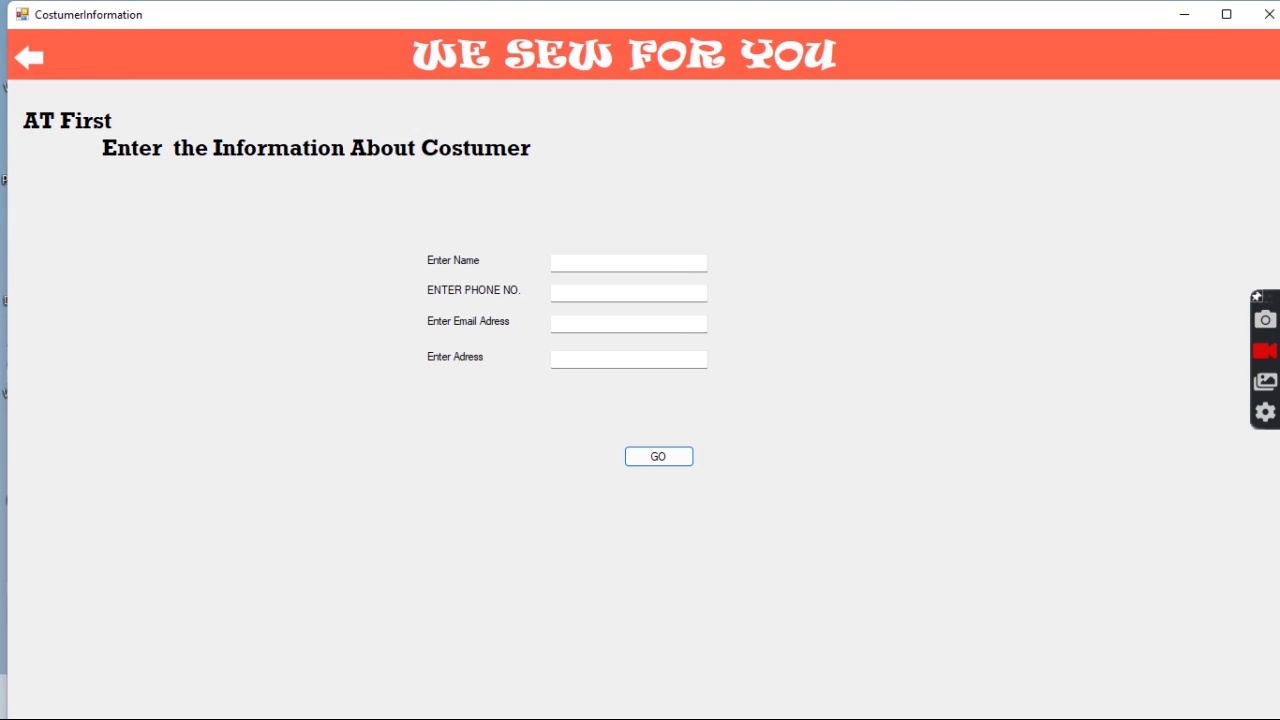 CostumerInformation
WE SEW FOR YOU
AT First
Enter the Information About Costumer
Enter Name
ENTER PHONE NO.
Enter Email Adress
Enter Adress
GO